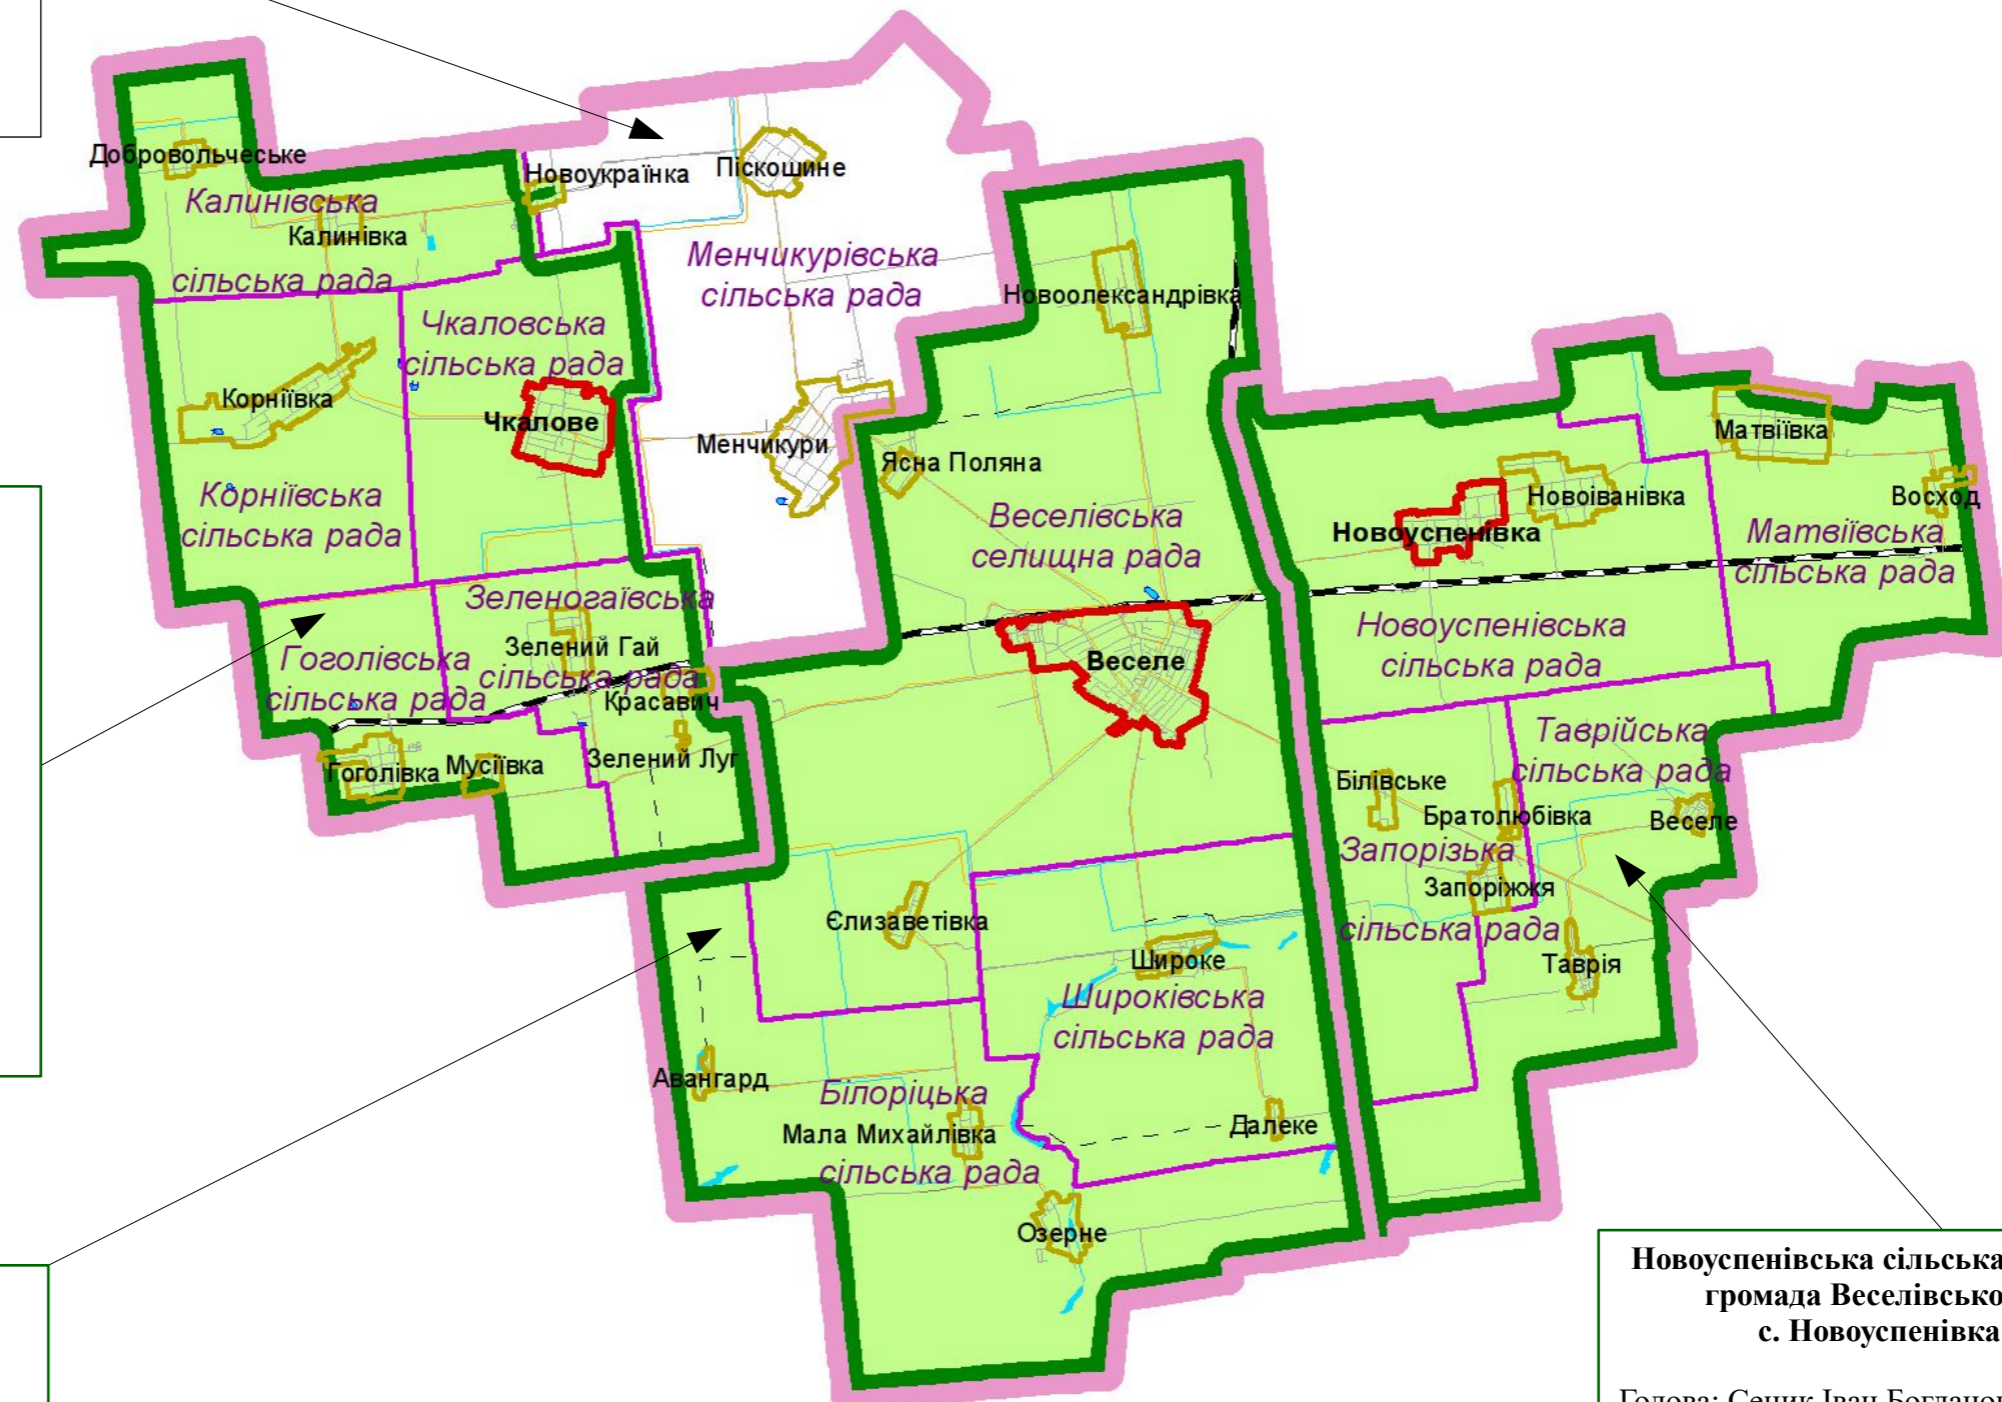 Добровольчеське
Новоукраїнка
Піскошине
Калинівська
Калинівка
сільська рада
Менчикурівська
сільська рада
Новоолександрівка
Чкаловська
сільська рада
Корніївка
Чкалове
Менчикури
Ясна Поляна
Матвіївка
Корніївська
сільська рада
Веселівська
селищна рада
Новоіванівка
Восход
Новоуспенівка
Матвіївська
сільська рада
Зеленогаївська
Зелений Гай
сільська рада
Гоголівська
сільська рада
Красавич
Веселе
Новоуспенівська
сільська рада
Гоголівка
Мусіївка
Зелений Луг
Таврійська
сільська рада
Білівське
Братолюбівка
Веселе
Запорізька
Запоріжжя
сільська рада
Єлизаветівка
Широке
Таврія
Широківська
сільська рада
Авангард
Білоріцька
Мала Михайлівка
сільська рада
Далеке
Озерне
Новоуспенівська сільська
громада Веселівсько
с. Новоуспенівка
Голова: Сеник Іван Богданов